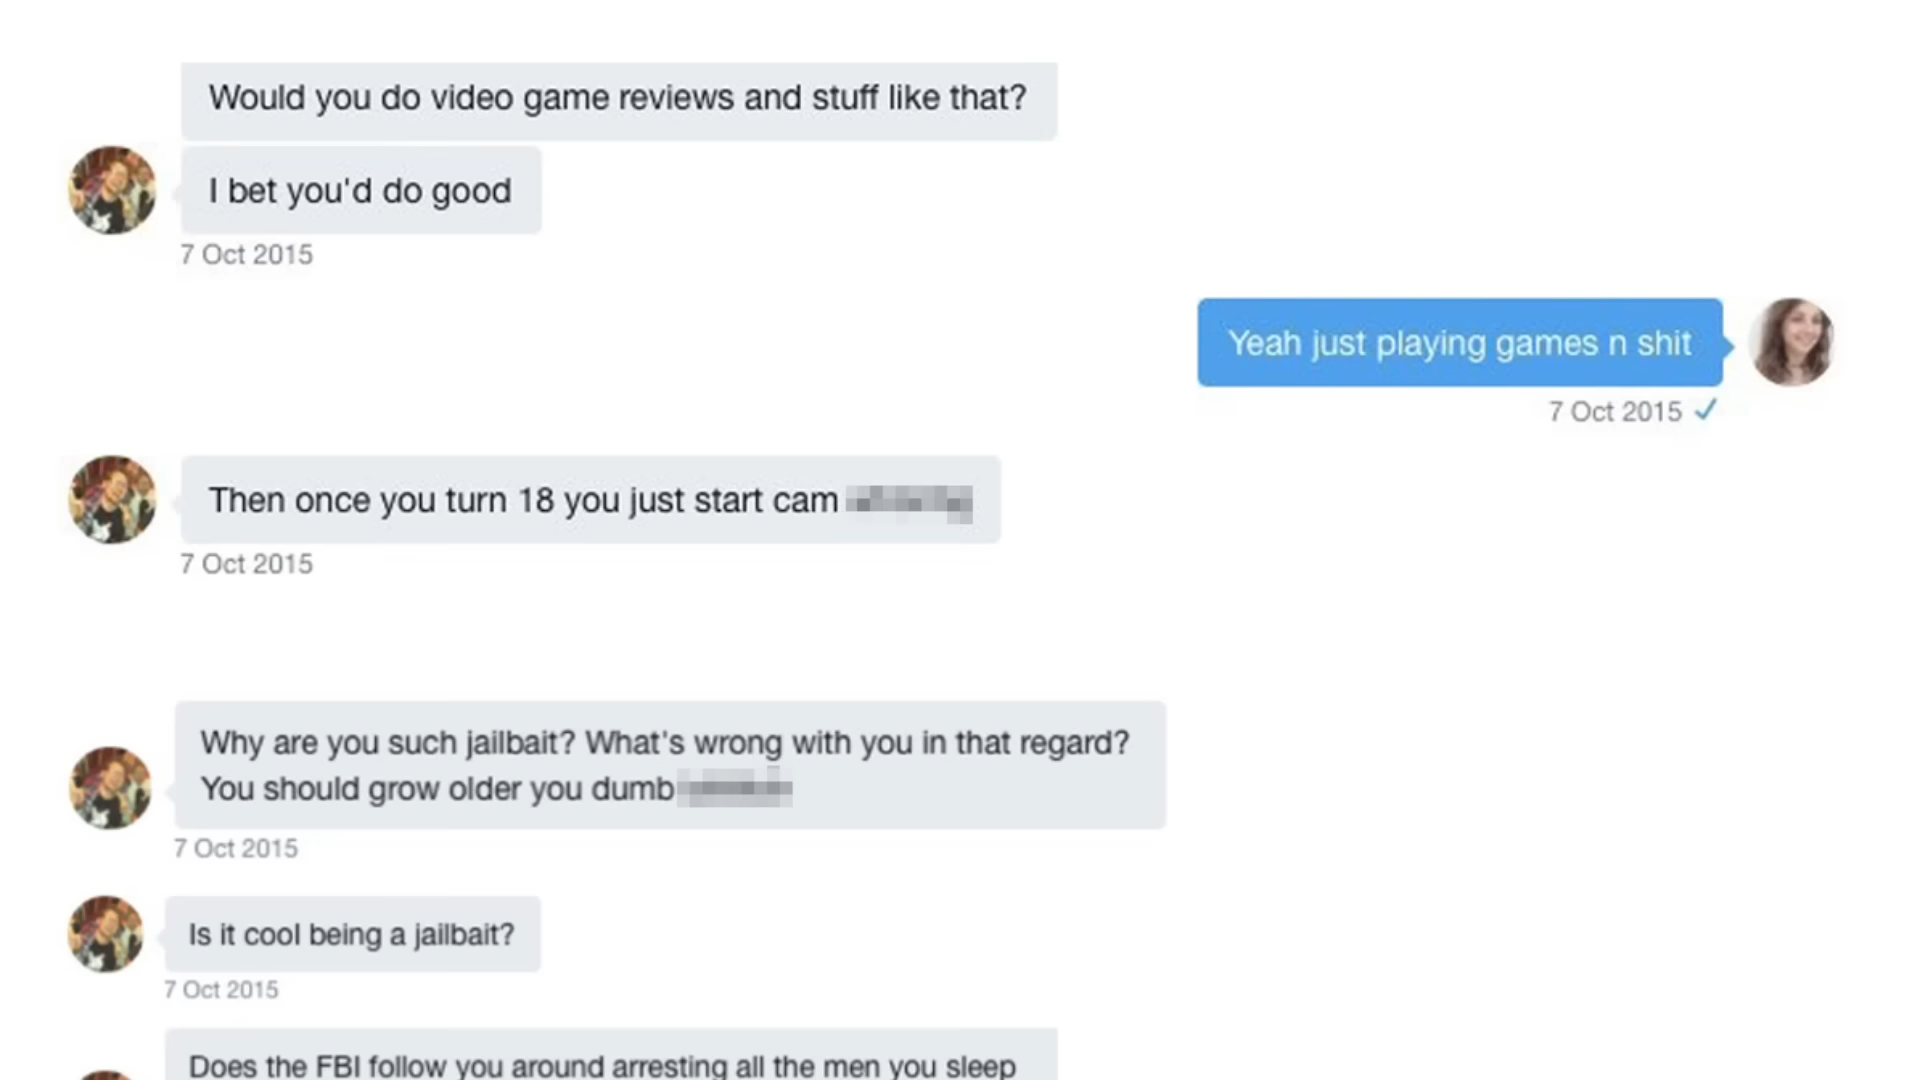 Would you do video game reviews and stuff like that?
I bet you'd do good
7 Oct 2015
Yeah just playing games n shit
7 Oct 2015
Then once you turn 18 you just start cam
7 Oct 2015
Why are you such jailbait? What's wrong with you in that regard?
You should grow older you dumb
7 Oct 2015
Is it cool being a jailbait?
7 Oct 2015
Does the FBI follow you around arresting all the men you sleep